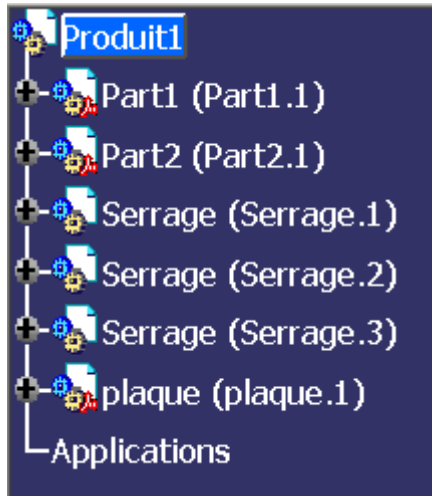 Produit1
Part1 (Part1.1)
Part2 (Part2.1)
Serrage (Serrage.1)
Serrage (Serrage.2)
Serrage (Serrage.3)
plaque (plaque.1)
Applications